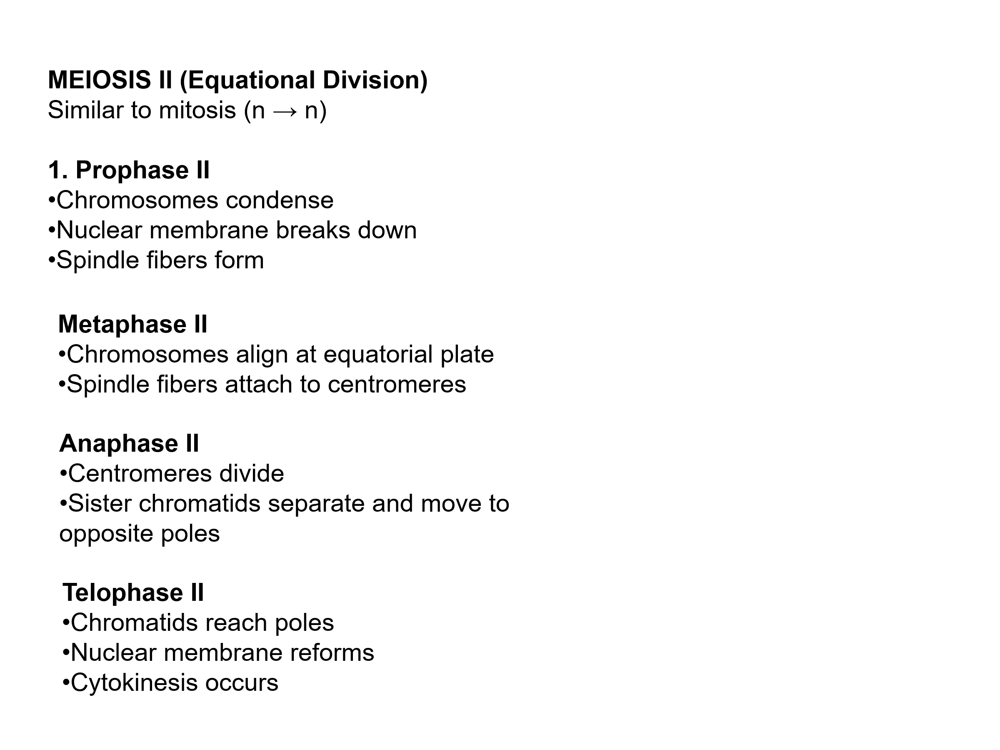 MEIOSIS II (Equational Division)
Similar to mitosis (n → n)
1. Prophase II
•Chromosomes condense
•Nuclear membrane breaks down
•Spindle fibers form
Metaphase II
•Chromosomes align at equatorial plate
•Spindle fibers attach to centromeres
Anaphase II
•Centromeres divide
•Sister chromatids separate and move to
opposite poles
Telophase II
•Chromatids reach poles
•Nuclear membrane reforms
•Cytokinesis occurs